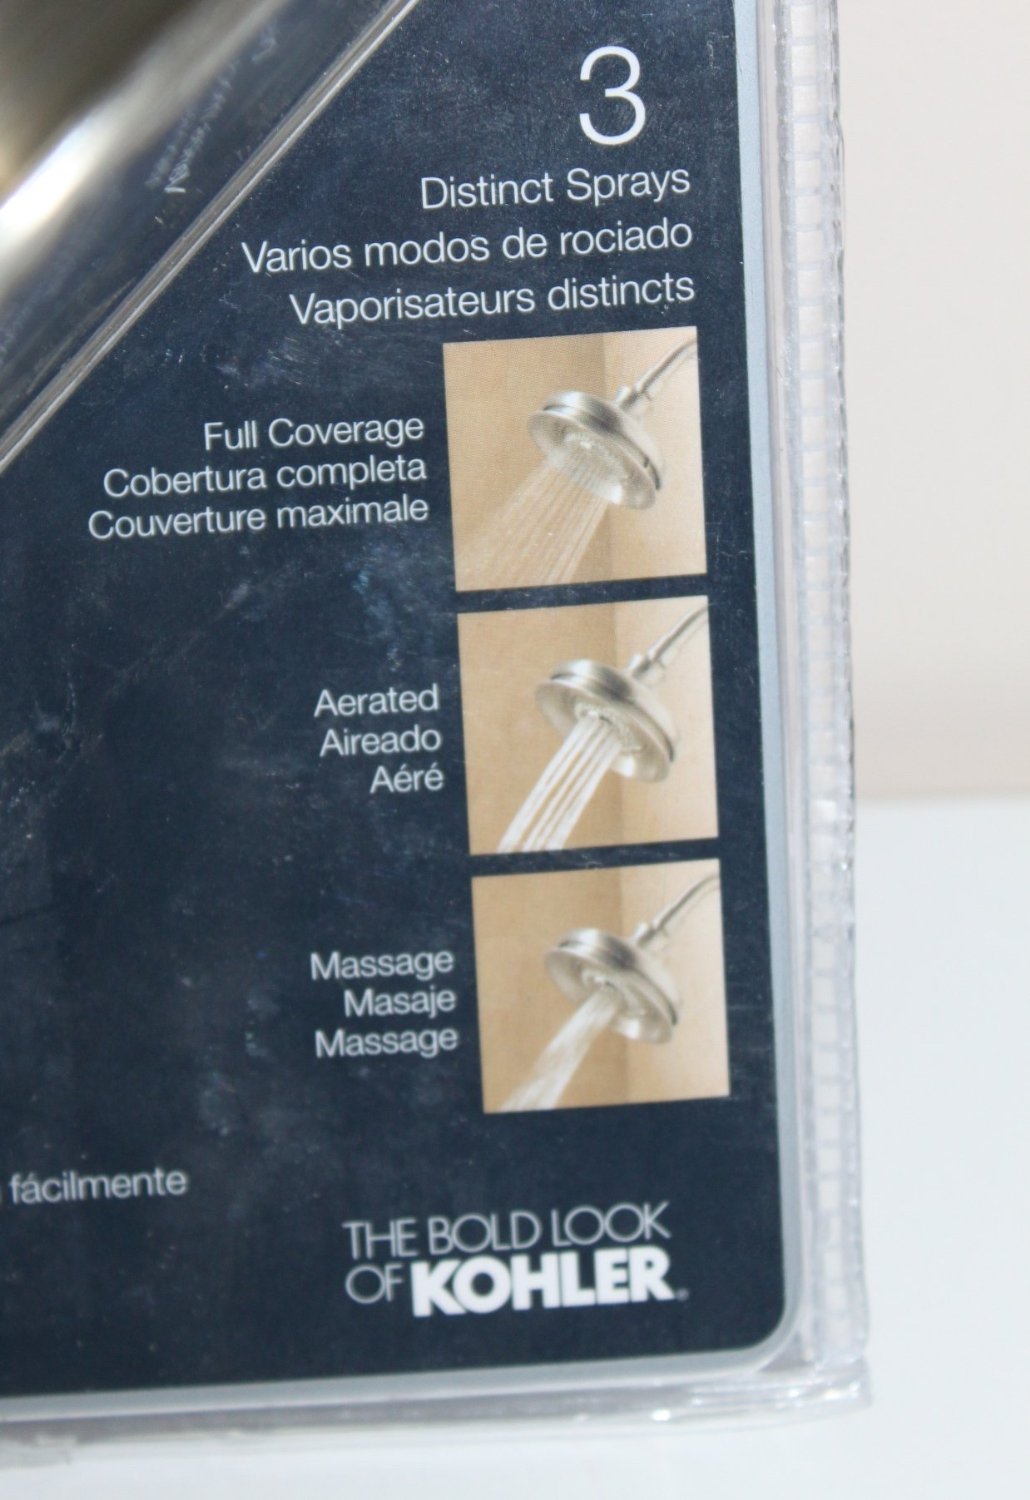 3
Distinct Sprays
Varios modos de rociado
Vaporisateurs distincts
Full Coverage
Cobertura completa
Couverture maximale
Aerated
Aireado
Aéré
Massage
Masaje
Massage
fácilmente
THE BOLD LOOK
OF KOHLER®